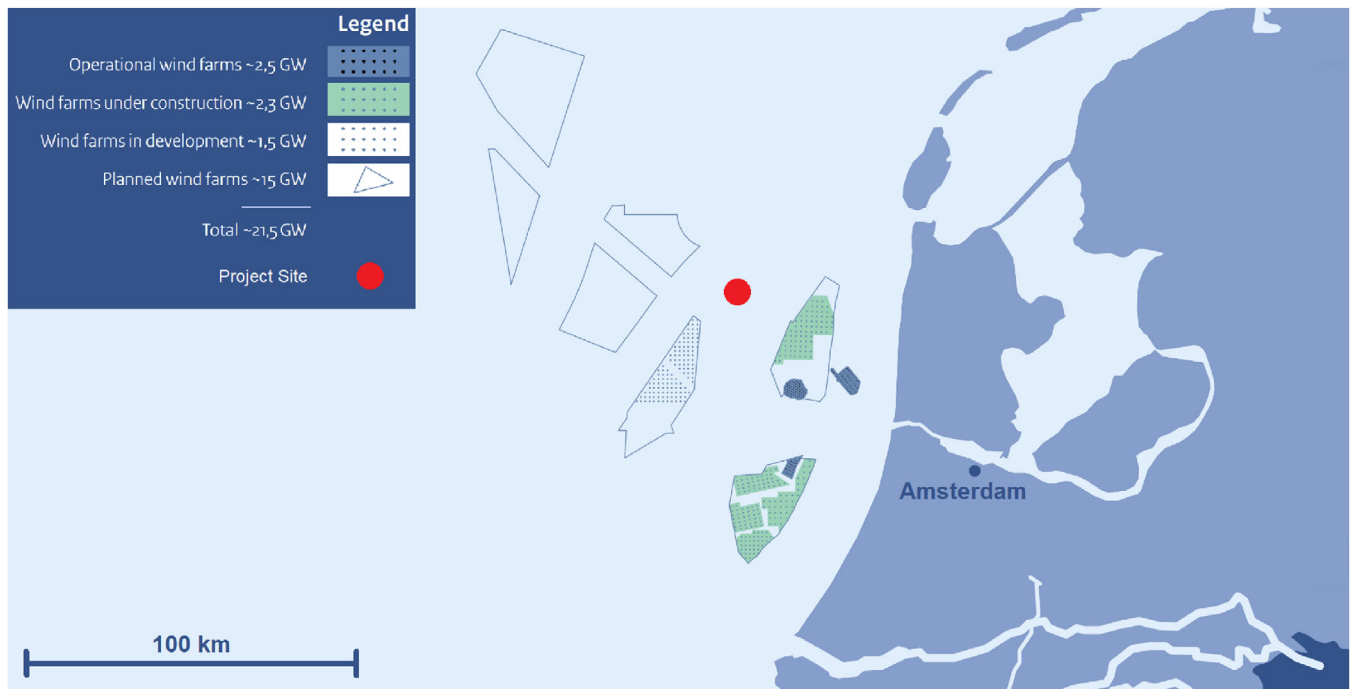 Legend
Operational wind farms ~2,5 GW
Wind farms under construction ~2,3 GW
Wind farms in development ~1,5 GW
Planned wind farms ~15 GW
Total ~21,5 GW
Project Site
Amsterdam
100 km